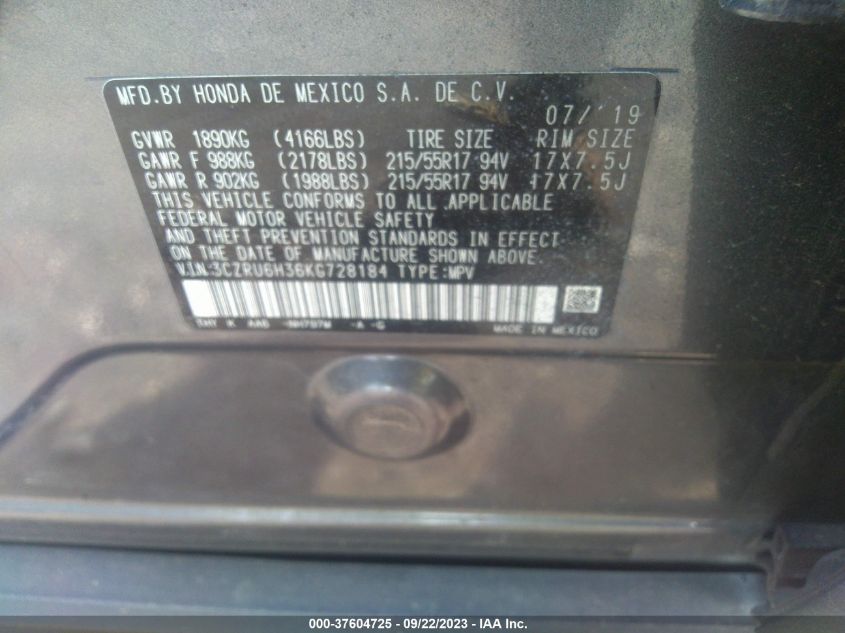 MFD.BY HONDA DE MEXICO S.A. DE C.V.
07/'19
GVWR 1890KG (4166LBS) TIRE SIZE RIM SIZE
GAWR F 988KG (2178LBS) 215/55R17 94V 17X7.5J
GAWR R 902KG (1988LBS) 215/55R17 94V 17X7.5J
THIS VEHICLE CONFORMS TO ALL APPLICABLE
FEDERAL MOTOR VEHICLE SAFETY
AND THEFT PREVENTION STANDARDS IN EFFECT
ON THE DATE OF MANUFACTURE SHOWN ABOVE.
V.I.N.:3CZRU6H36KG728184 TYPE:MPV
THY K AAD -NH797M -A -G
MADE IN MEXICO
000-37604725 - 09/22/2023 - IAA Inc.